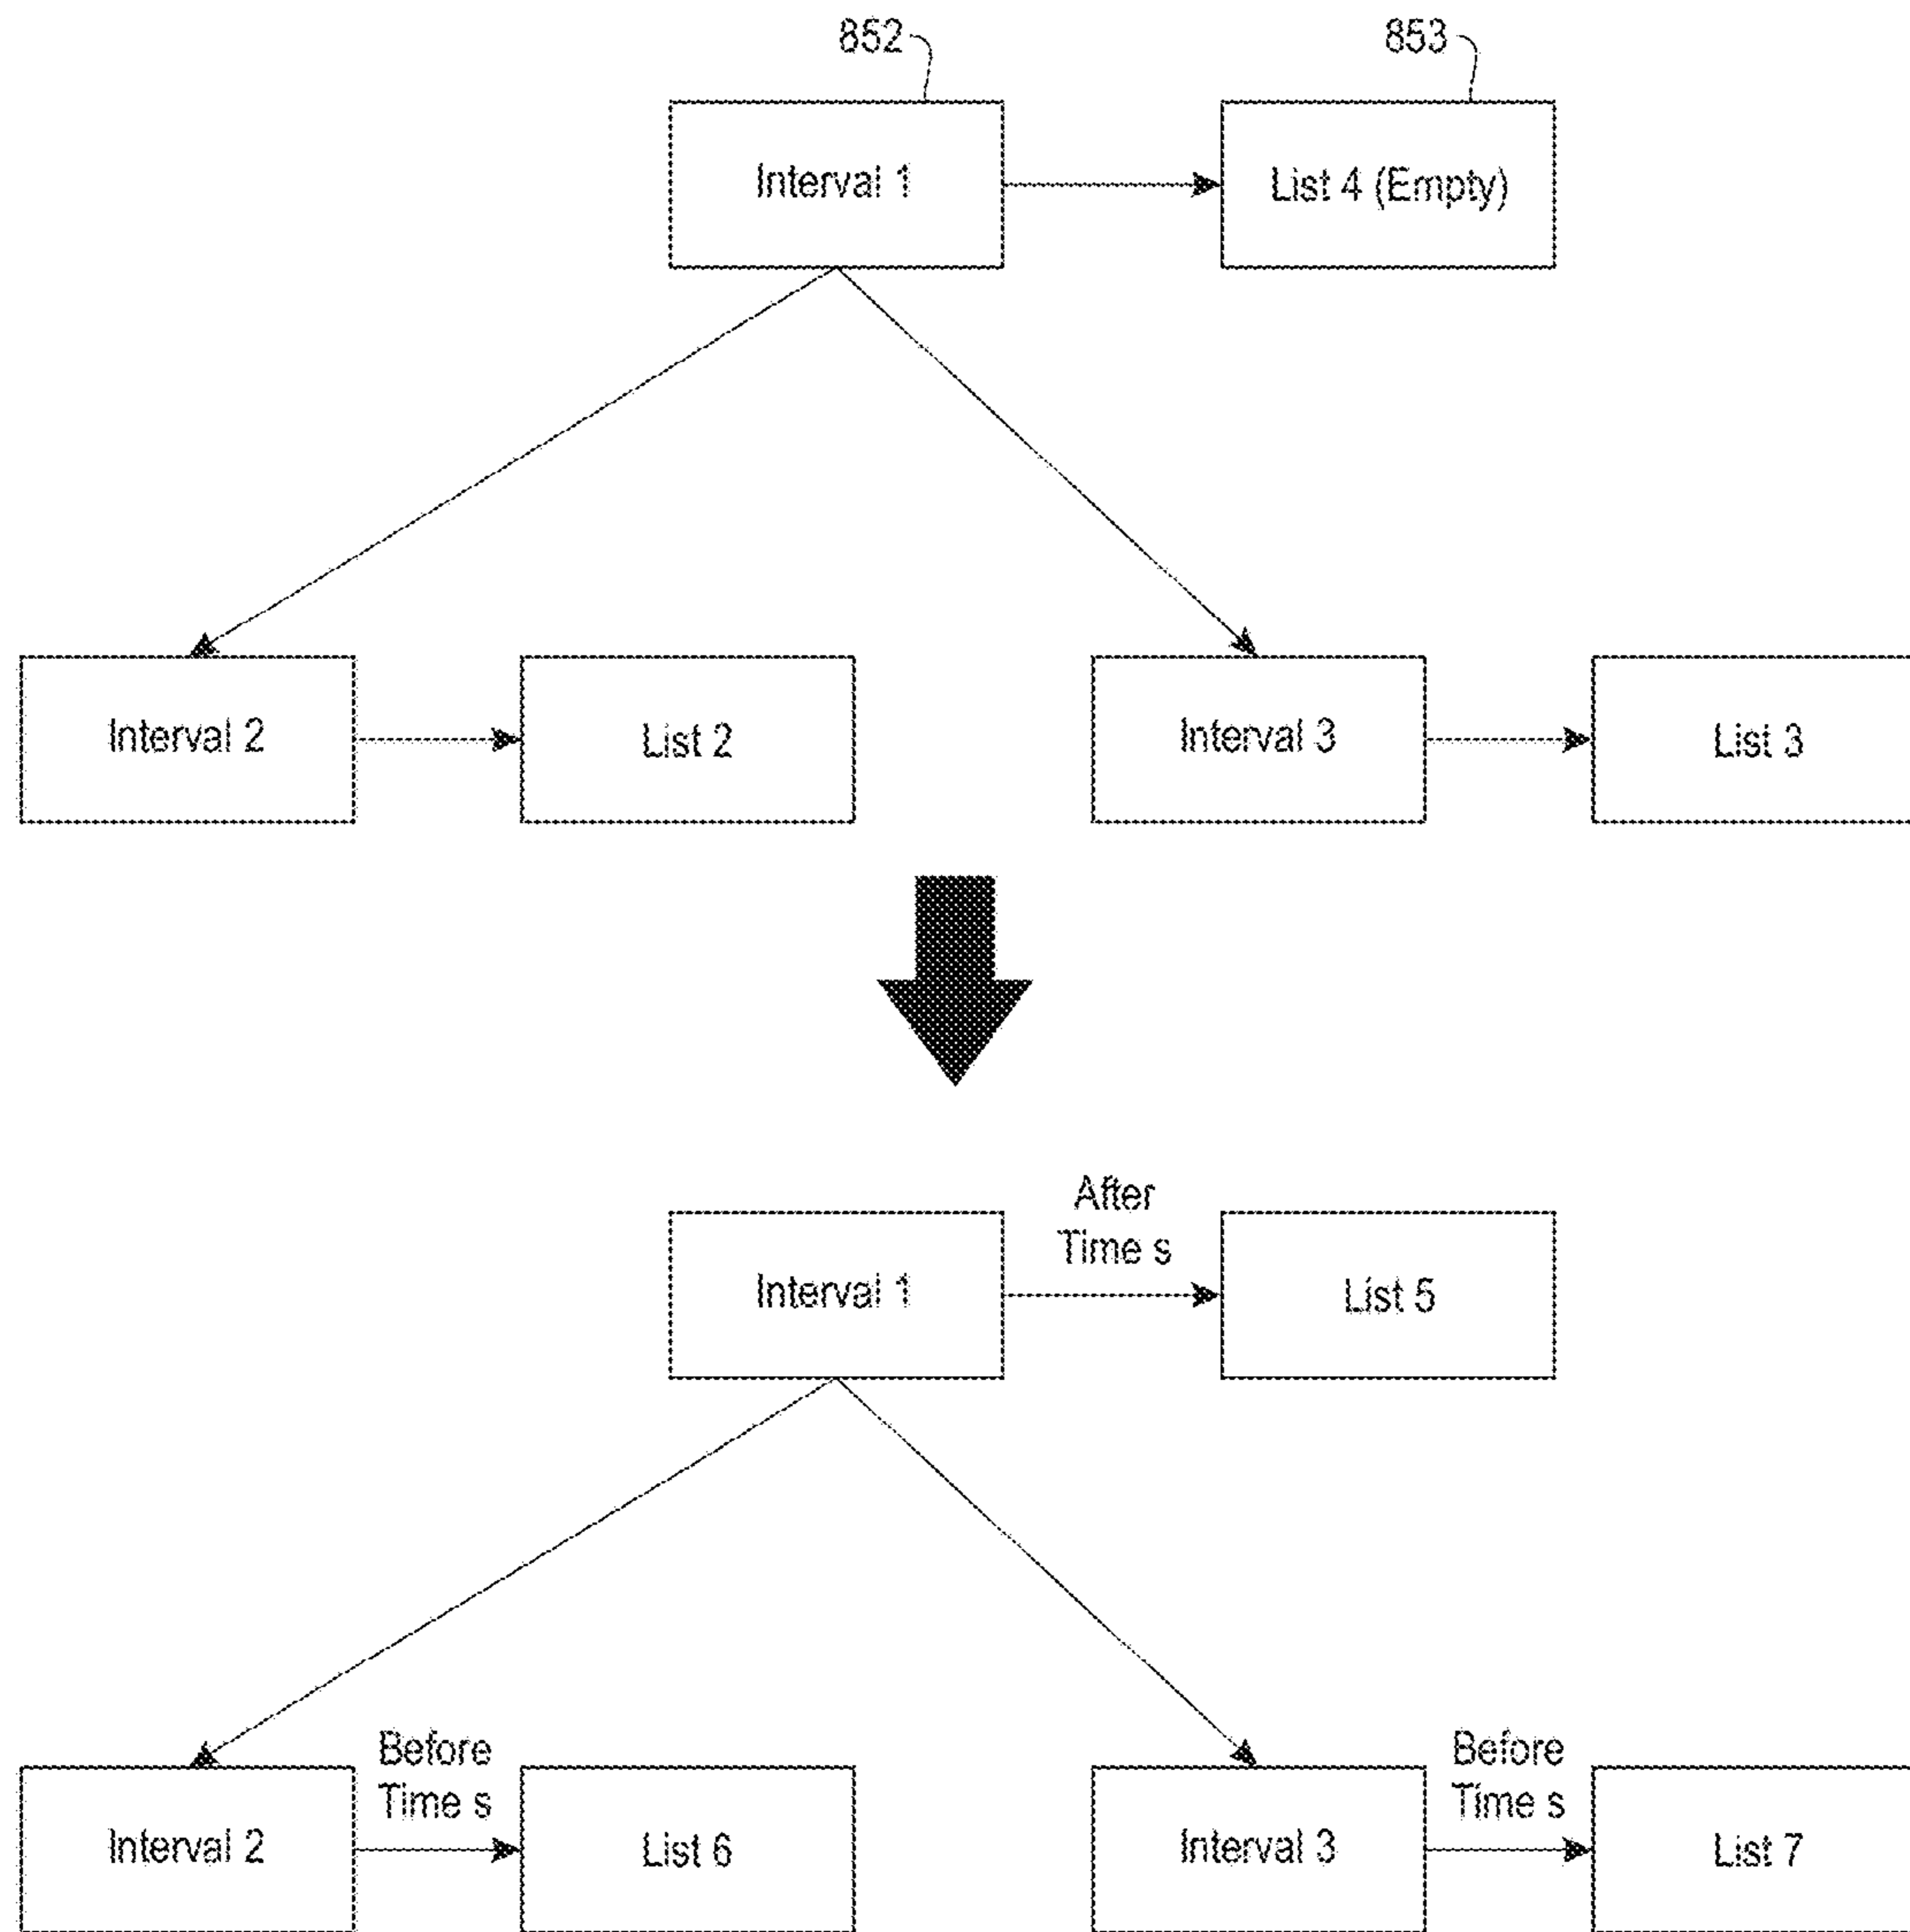 852
853
Interval 1
List 4 (Empty)
Interval 2
List 2
Interval 3
List 3
After
Time s
Interval 1
List 5
Before
Time s
Before
Time s
Interval 2
List 6
Interval 3
List 7